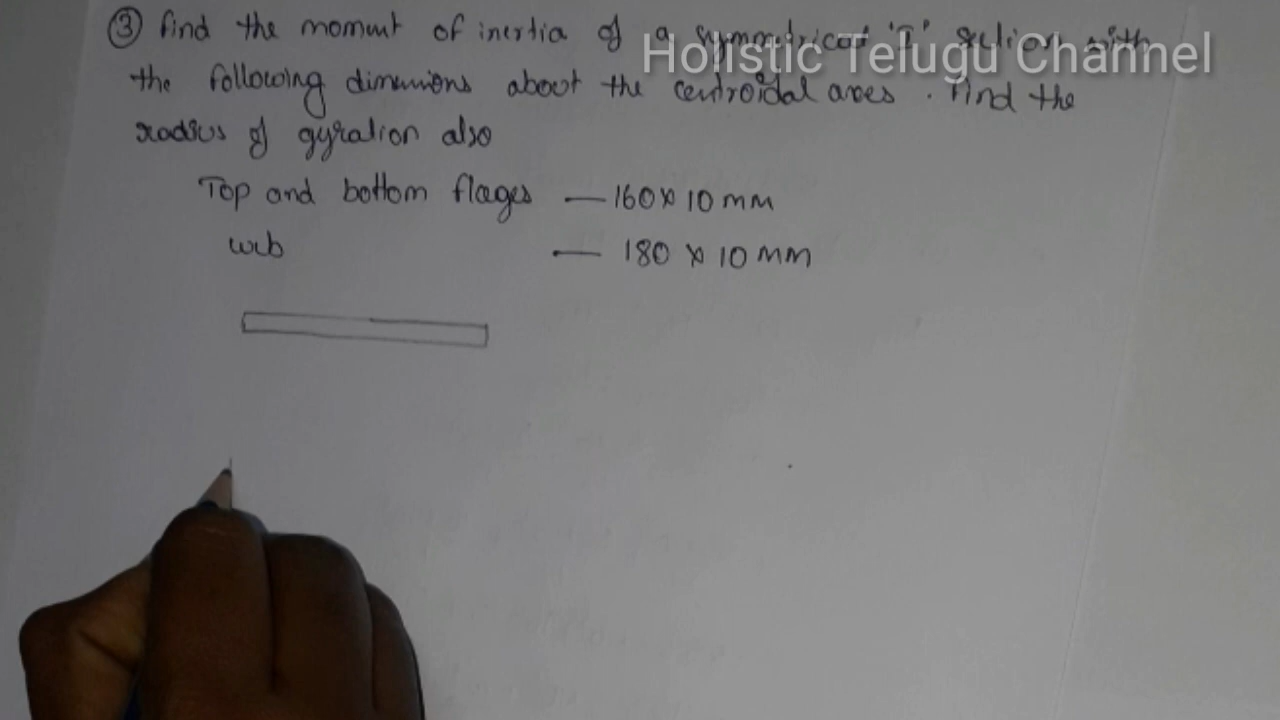 ③ Find the moment of inertia of a symmetrical 'I' section with
Holistic Telugu Channel
the following dimensions about the centroidal axes. Find the
radius of gyration also
Top and bottom flages — 160 x 10 mm
web — 180 x 10 mm